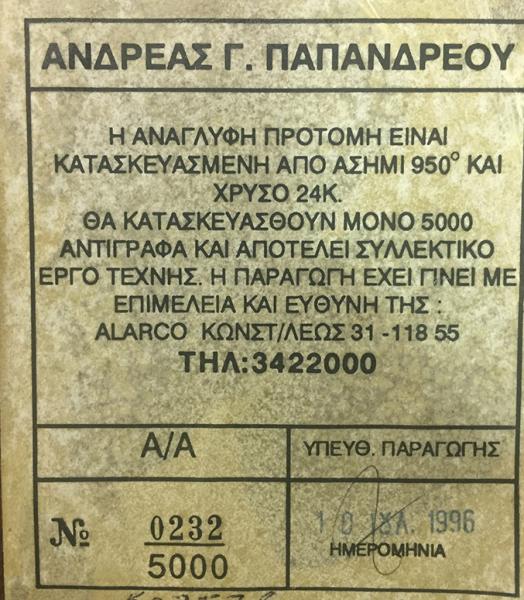 ΑΝΔΡΕΑΣ Γ. ΠΑΠΑΝΔΡΕΟΥ
Η ΑΝΑΓΛΥΦΗ ΠΡΟΤΟΜΗ ΕΙΝΑΙ
ΚΑΤΑΣΚΕΥΑΣΜΕΝΗ ΑΠΟ ΑΣΗΜΙ 950° ΚΑΙ
ΧΡΥΣΟ 24Κ.
ΘΑ ΚΑΤΑΣΚΕΥΑΣΘΟΥΝ ΜΟΝΟ 5000
ΑΝΤΙΓΡΑΦΑ ΚΑΙ ΑΠΟΤΕΛΕΙ ΣΥΛΛΕΚΤΙΚΟ
ΕΡΓΟ ΤΕΧΝΗΣ. Η ΠΑΡΑΓΩΓΗ ΕΧΕΙ ΓΙΝΕΙ ΜΕ
ΕΠΙΜΕΛΕΙΑ ΚΑΙ ΕΥΘΥΝΗ ΤΗΣ :
ALARCO ΚΩΝΣΤ/ΛΕΩΣ 31 -118 55
ΤΗΛ:3422000
Α/Α
ΥΠΕΥΘ. ΠΑΡΑΓΩΓΗΣ
№ 0232
5000
10 ΙΟΥΛ. 1996
ΗΜΕΡΟΜΗΝΙΑ